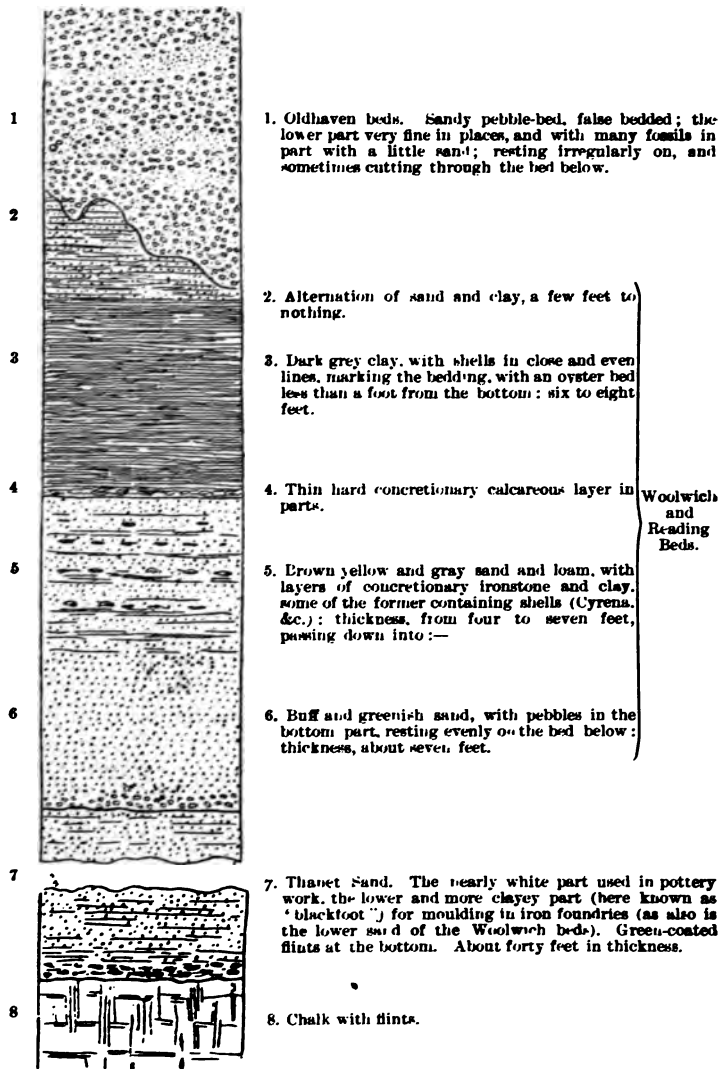 1
1. Oldhaven beds. Sandy pebble-bed, false bedded; the
lower part very fine in places, and with many fossils in
part with a little sand; resting irregularly on, and
sometimes cutting through the bed below.
2
2. Alternation of sand and clay, a few feet to
nothing.
3
3. Dark grey clay, with shells in close and even
lines, marking the bedding, with an oyster bed
less than a foot from the bottom: six to eight
feet.
4
4. Thin hard concretionary calcareous layer in
parts.
Woolwich
and
Reading
Beds.
5
5. Brown yellow and gray sand and loam, with
layers of concretionary ironstone and clay,
some of the former containing shells (Cyrena,
&c.): thickness, from four to seven feet,
passing down into:—
6
6. Buff and greenish sand, with pebbles in the
bottom part, resting evenly on the bed below:
thickness, about seven feet.
7
7. Thanet Sand. The nearly white part used in pottery
work, the lower and more clayey part (here known as
"blackfoot") for moulding in iron foundries (as also is
the lower sand of the Woolwich beds). Green-coated
flints at the bottom. About forty feet in thickness.
8
8. Chalk with flints.